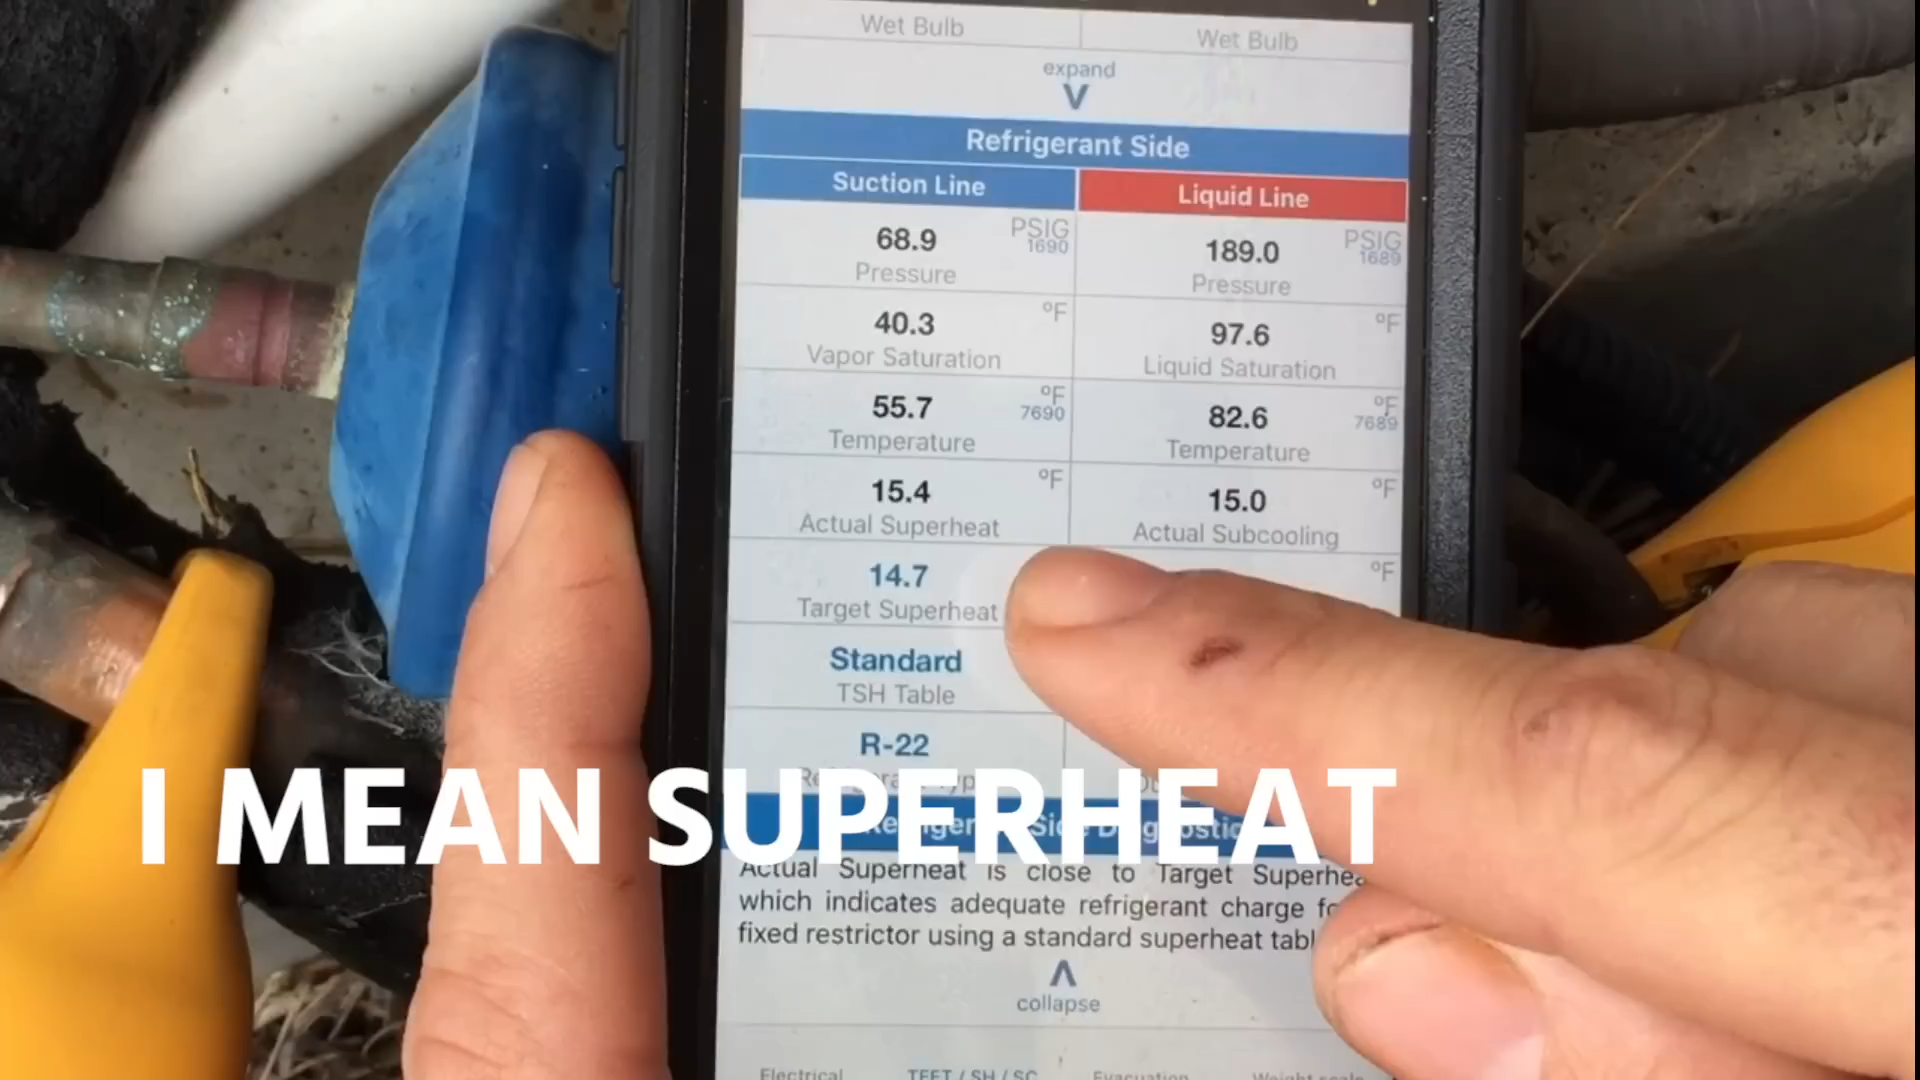 Wet Bulb Wet Bulb
expand
Refrigerant Side
Suction Line Liquid Line
68.9 PSIG 1690 189.0 PSIG 1689
Pressure Pressure
40.3 °F 97.6 °F
Vapor Saturation Liquid Saturation
55.7 °F 7690 82.6 °F 7689
Temperature Temperature
15.4 °F 15.0 °F
Actual Superheat Actual Subcooling
14.7 °F
Target Superheat
Standard
TSH Table
R-22
I MEAN SUPERHEAT
Actual Superheat is close to Target
which indicates adequate refrigerant charge
fixed restrictor using a standard superheat
collapse
Electrical TEET / SH / SC Evacuation Weight scale